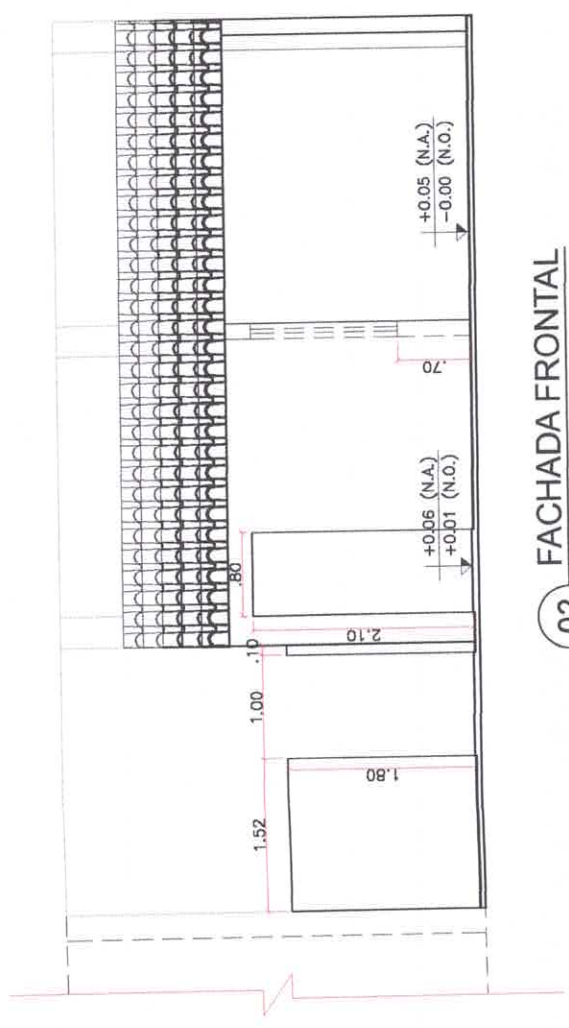 1.52
1.00
.10
.80
1.80
2.10
.70
+0.06 (N.A.)
+0.01 (N.O.)
+0.05 (N.A.)
-0.00 (N.O.)
FACHADA FRONTAL